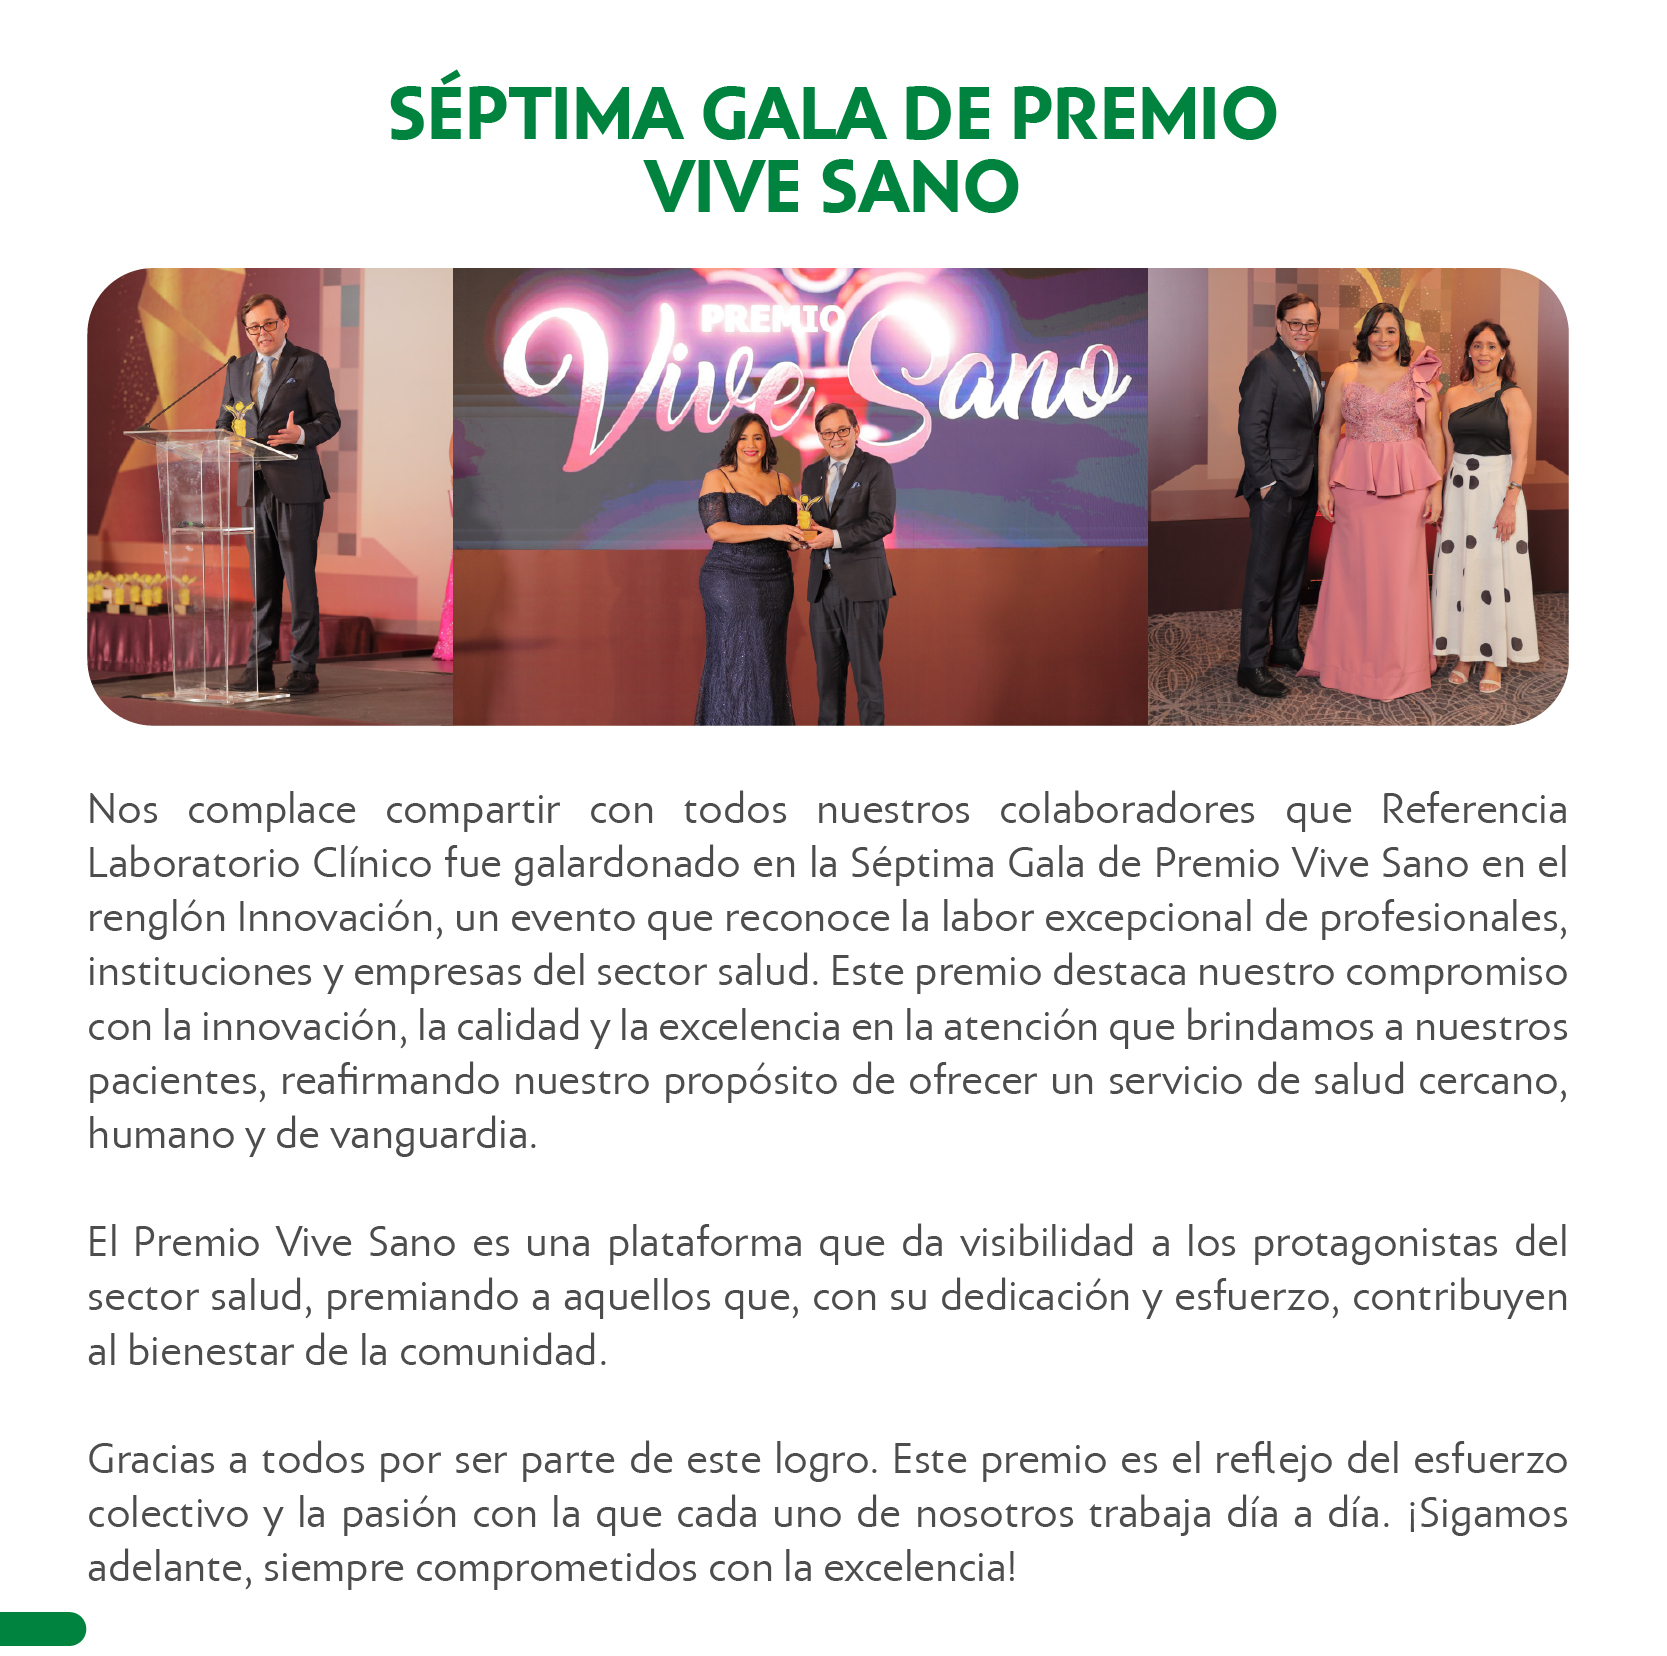 SÉPTIMA GALA DE PREMIO
VIVE SANO
PREMIO
Vive Sano
Nos complace compartir con todos nuestros colaboradores que Referencia
Laboratorio Clínico fue galardonado en la Séptima Gala de Premio Vive Sano en el
renglón Innovación, un evento que reconoce la labor excepcional de profesionales,
instituciones y empresas del sector salud. Este premio destaca nuestro compromiso
con la innovación, la calidad y la excelencia en la atención que brindamos a nuestros
pacientes, reafirmando nuestro propósito de ofrecer un servicio de salud cercano,
humano y de vanguardia.
El Premio Vive Sano es una plataforma que da visibilidad a los protagonistas del
sector salud, premiando a aquellos que, con su dedicación y esfuerzo, contribuyen
al bienestar de la comunidad.
Gracias a todos por ser parte de este logro. Este premio es el reflejo del esfuerzo
colectivo y la pasión con la que cada uno de nosotros trabaja día a día. ¡Sigamos
adelante, siempre comprometidos con la excelencia!